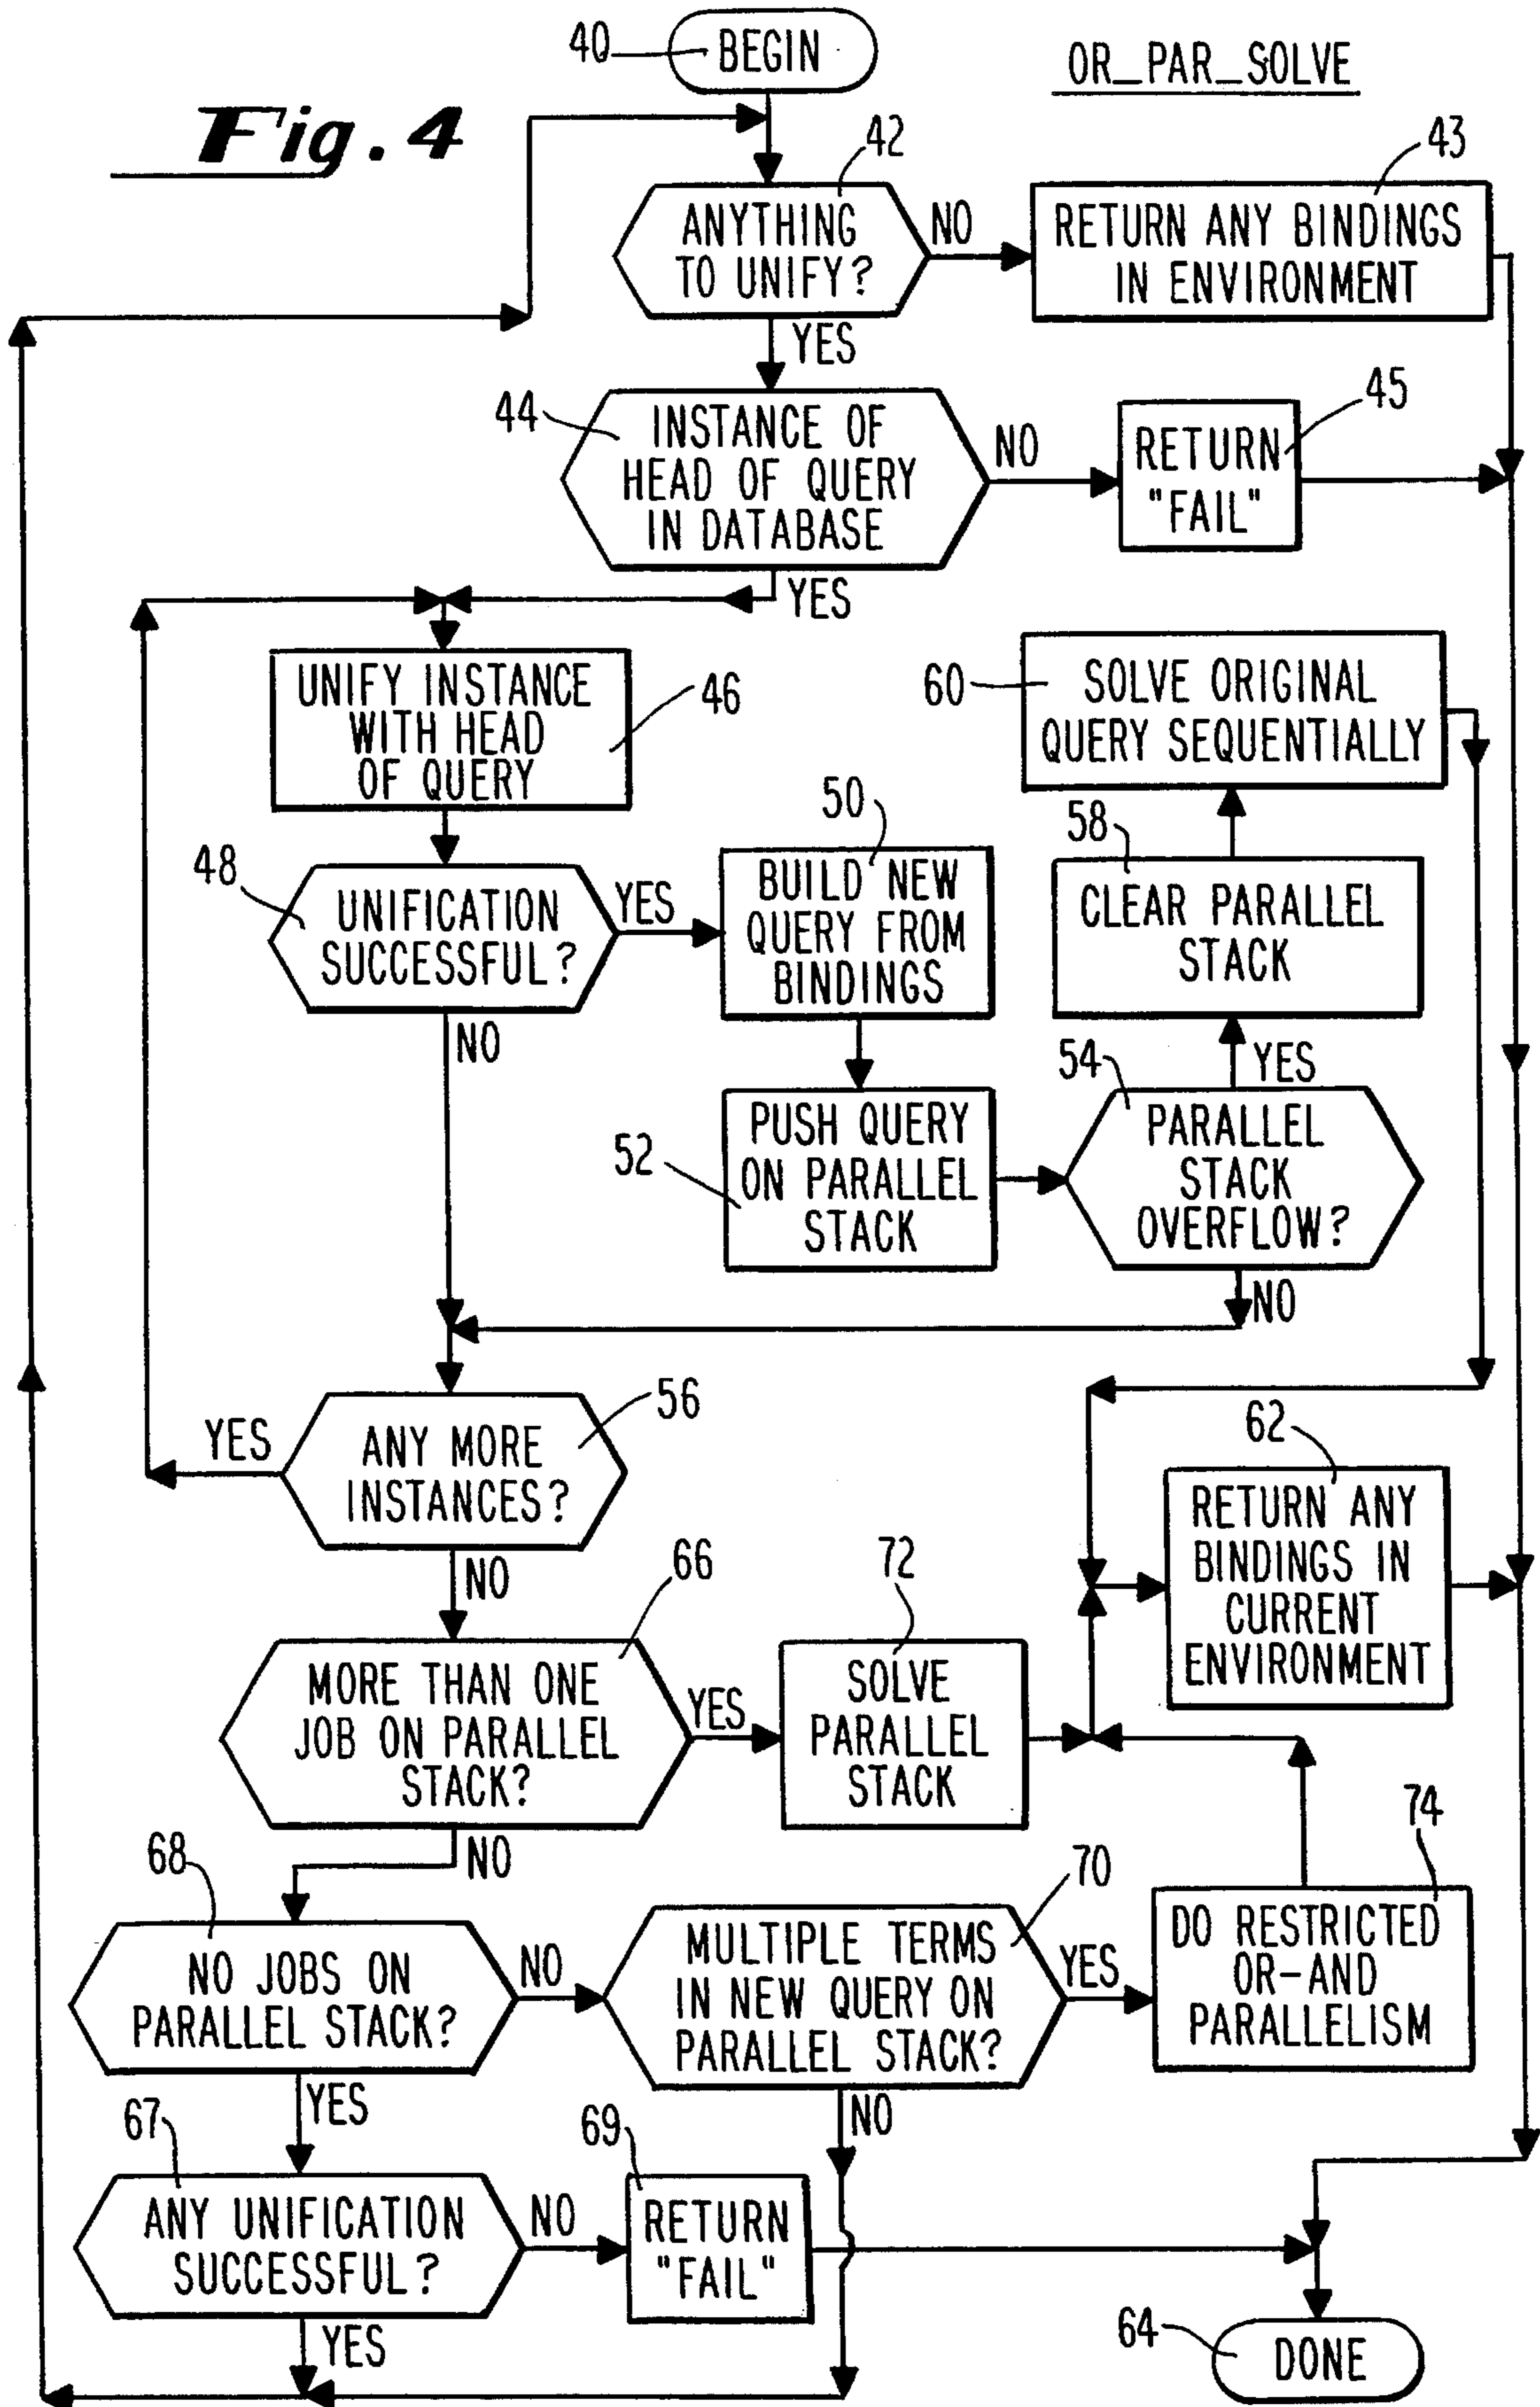 40
BEGIN
OR_PAR_SOLVE
Fig. 4
42
43
ANYTHING
TO UNIFY?
NO
RETURN ANY BINDINGS
IN ENVIRONMENT
YES
44
INSTANCE OF
HEAD OF QUERY
IN DATABASE
NO
45
RETURN
"FAIL"
YES
UNIFY INSTANCE
WITH HEAD
OF QUERY
46
60
SOLVE ORIGINAL
QUERY SEQUENTIALLY
48
UNIFICATION
SUCCESSFUL?
YES
50
BUILD NEW
QUERY FROM
BINDINGS
58
CLEAR PARALLEL
STACK
NO
52
PUSH QUERY
ON PARALLEL
STACK
54
YES
PARALLEL
STACK
OVERFLOW?
NO
56
YES
ANY MORE
INSTANCES?
62
RETURN ANY
BINDINGS IN
CURRENT
ENVIRONMENT
NO
66
72
MORE THAN ONE
JOB ON PARALLEL
STACK?
YES
SOLVE
PARALLEL
STACK
NO
68
70
74
NO JOBS ON
PARALLEL STACK?
NO
MULTIPLE TERMS
IN NEW QUERY ON
PARALLEL STACK?
YES
DO RESTRICTED
OR-AND
PARALLELISM
YES
NO
67
69
ANY UNIFICATION
SUCCESSFUL?
NO
RETURN
"FAIL"
YES
64
DONE